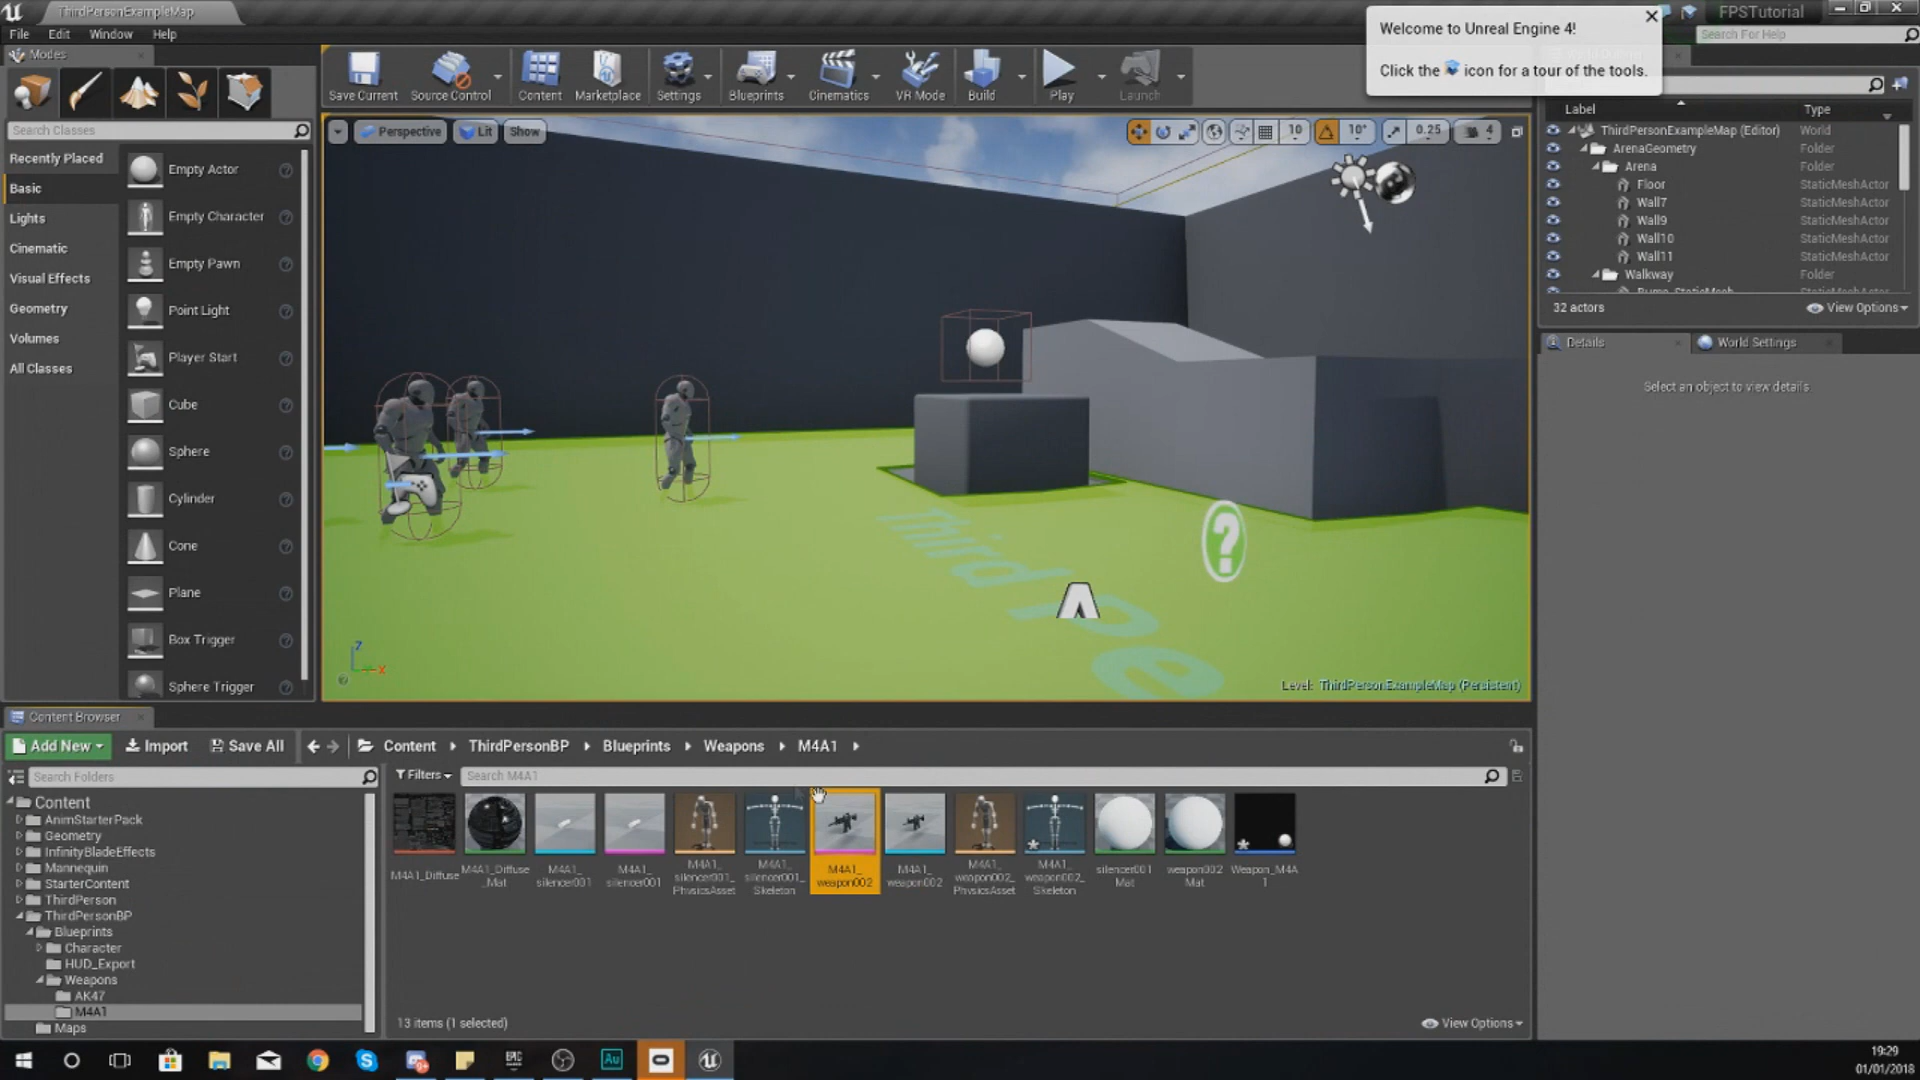 ThirdPersonExampleMap
FPSTutorial
File Edit Window Help
Search For Help
Welcome to Unreal Engine 4!
Click the icon for a tour of the tools.
Modes
Save Current
Source Control
Content
Marketplace
Settings
Blueprints
Cinematics
VR Mode
Build
Play
Launch
Search Classes
Recently Placed
Basic
Lights
Cinematic
Visual Effects
Geometry
Volumes
All Classes
Empty Actor
Empty Character
Empty Pawn
Point Light
Player Start
Cube
Sphere
Cylinder
Cone
Plane
Box Trigger
Sphere Trigger
Perspective Lit Show
10 10° 0.25 4
Third Pe
?
Z
X
Level: ThirdPersonExampleMap (Persistent)
Label Type
ThirdPersonExampleMap (Editor) World
ArenaGeometry Folder
Arena Folder
Floor StaticMeshActor
Wall7 StaticMeshActor
Wall9 StaticMeshActor
Wall10 StaticMeshActor
Wall11 StaticMeshActor
Walkway Folder
32 actors
View Options
Details
World Settings
Select an object to view details
Content Browser
Add New Import Save All Content ThirdPersonBP Blueprints Weapons M4A1
Search Folders
Filters
Search M4A1
Content
AnimStarterPack
Geometry
InfinityBladeEffects
Mannequin
StarterContent
ThirdPerson
ThirdPersonBP
Blueprints
Character
HUD_Export
Weapons
AK47
M4A1
Maps
M4A1_Diffuse
M4A1_Diffuse
_Mat
M4A1_
silencer001
M4A1_
silencer001
M4A1_
silencer001_
PhysicsAsset
M4A1_
silencer001_
Skeleton
M4A1_
weapon002
M4A1_
weapon002
M4A1_
weapon002_
PhysicsAsset
M4A1_
weapon002_
Skeleton
silencer001
Mat
weapon002
Mat
Weapon_M4A
1
13 items (1 selected)
View Options
EPIC
Au
19:29
01/01/2018